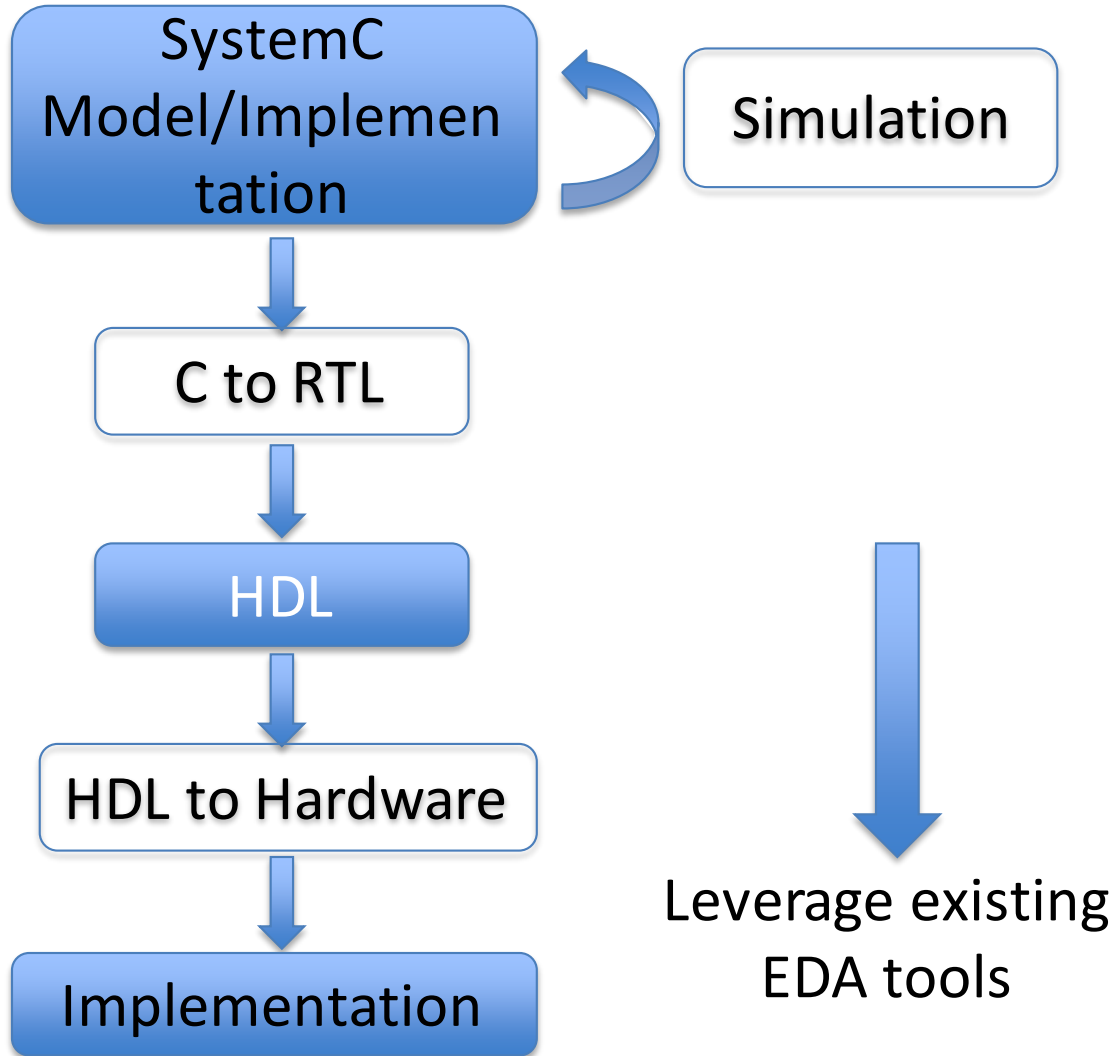 SystemC
Model/Implemen
tation
Simulation
C to RTL
HDL
HDL to Hardware
Implementation
Leverage existing
EDA tools